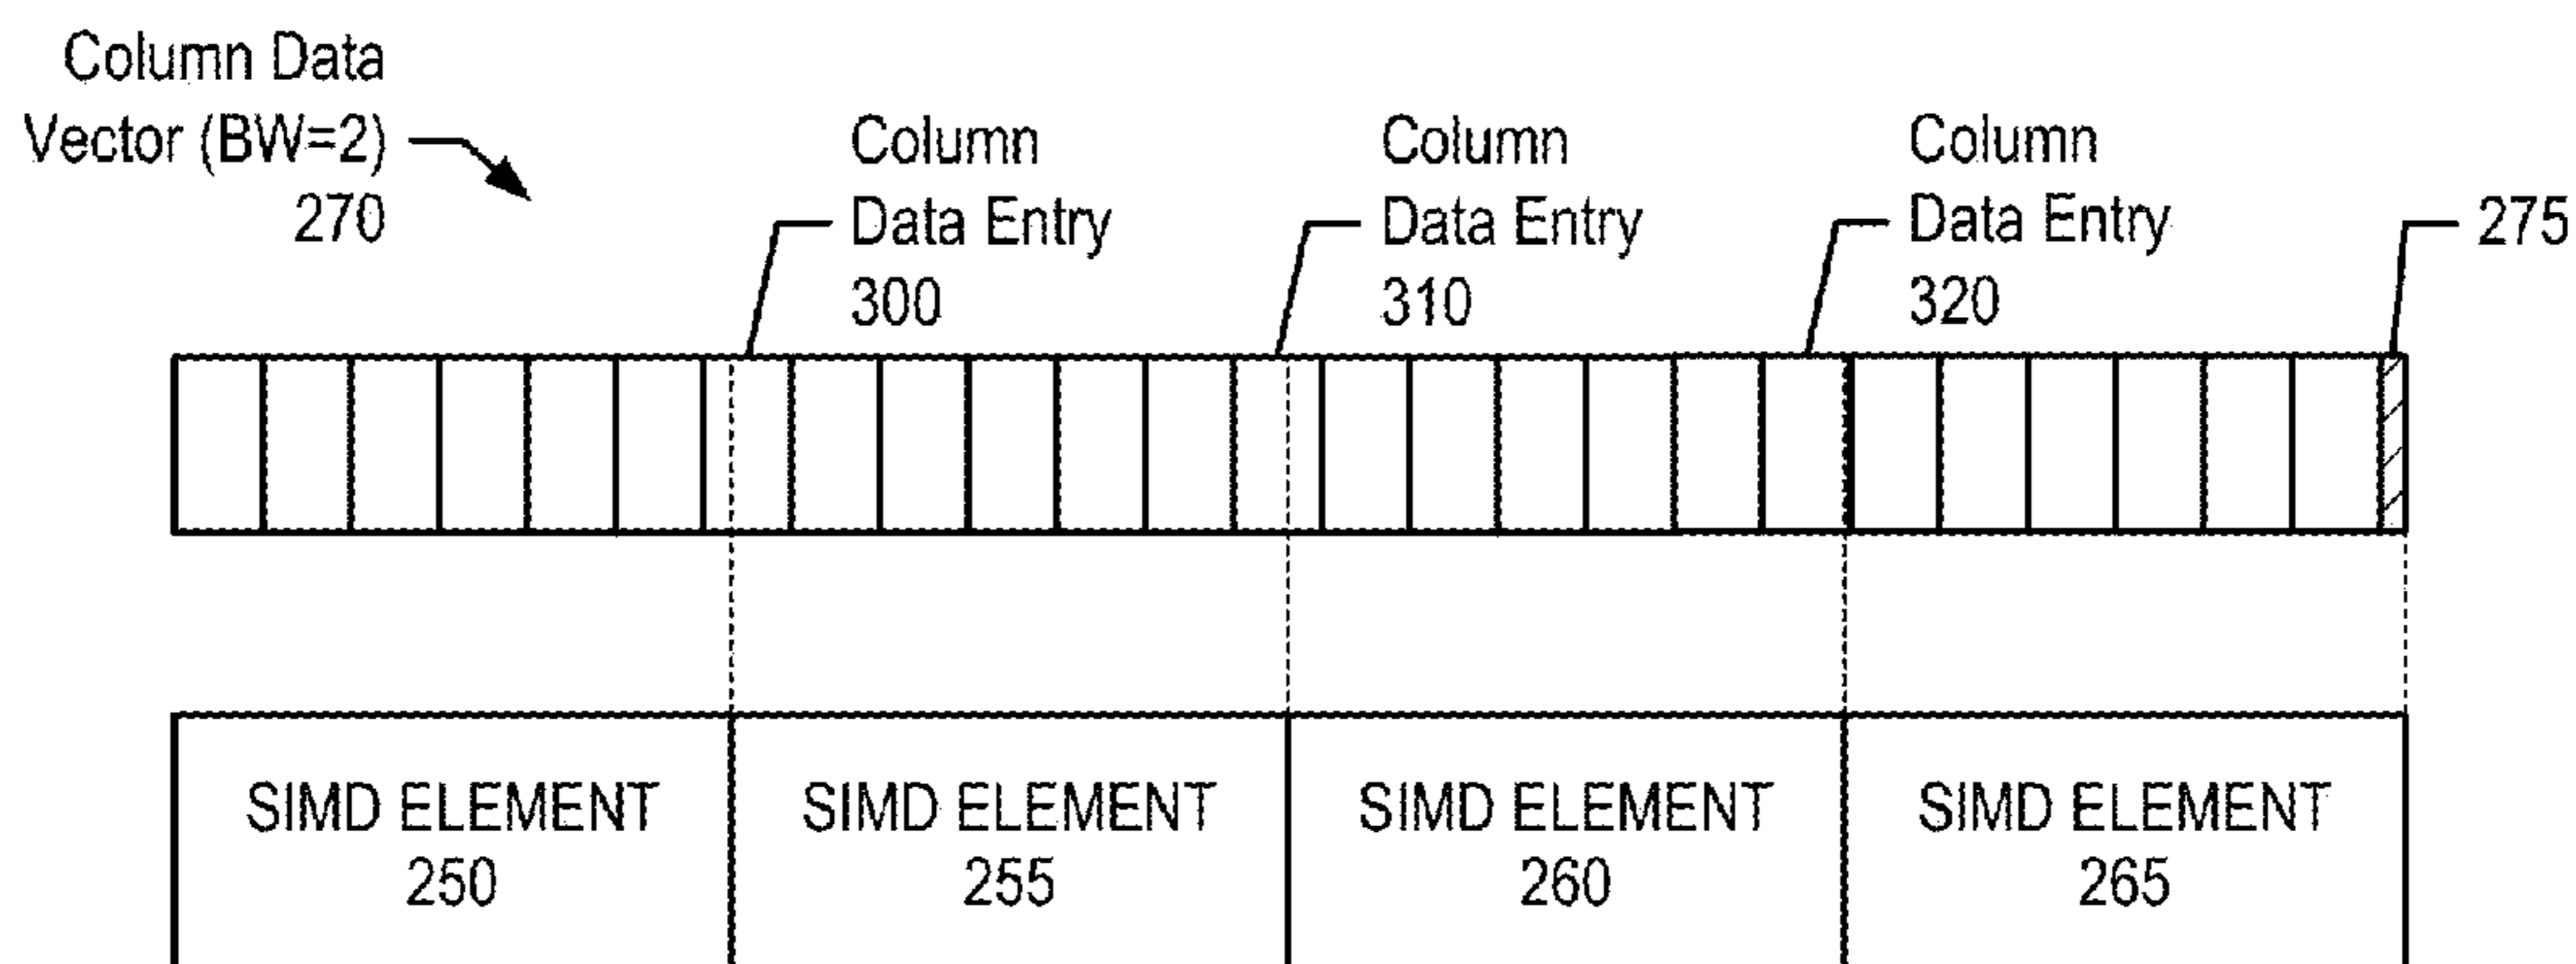 Column Data
Vector (BW=2)
270
Column
Data Entry
300
Column
Data Entry
310
Column
Data Entry
320
275
SIMD ELEMENT
250
SIMD ELEMENT
255
SIMD ELEMENT
260
SIMD ELEMENT
265